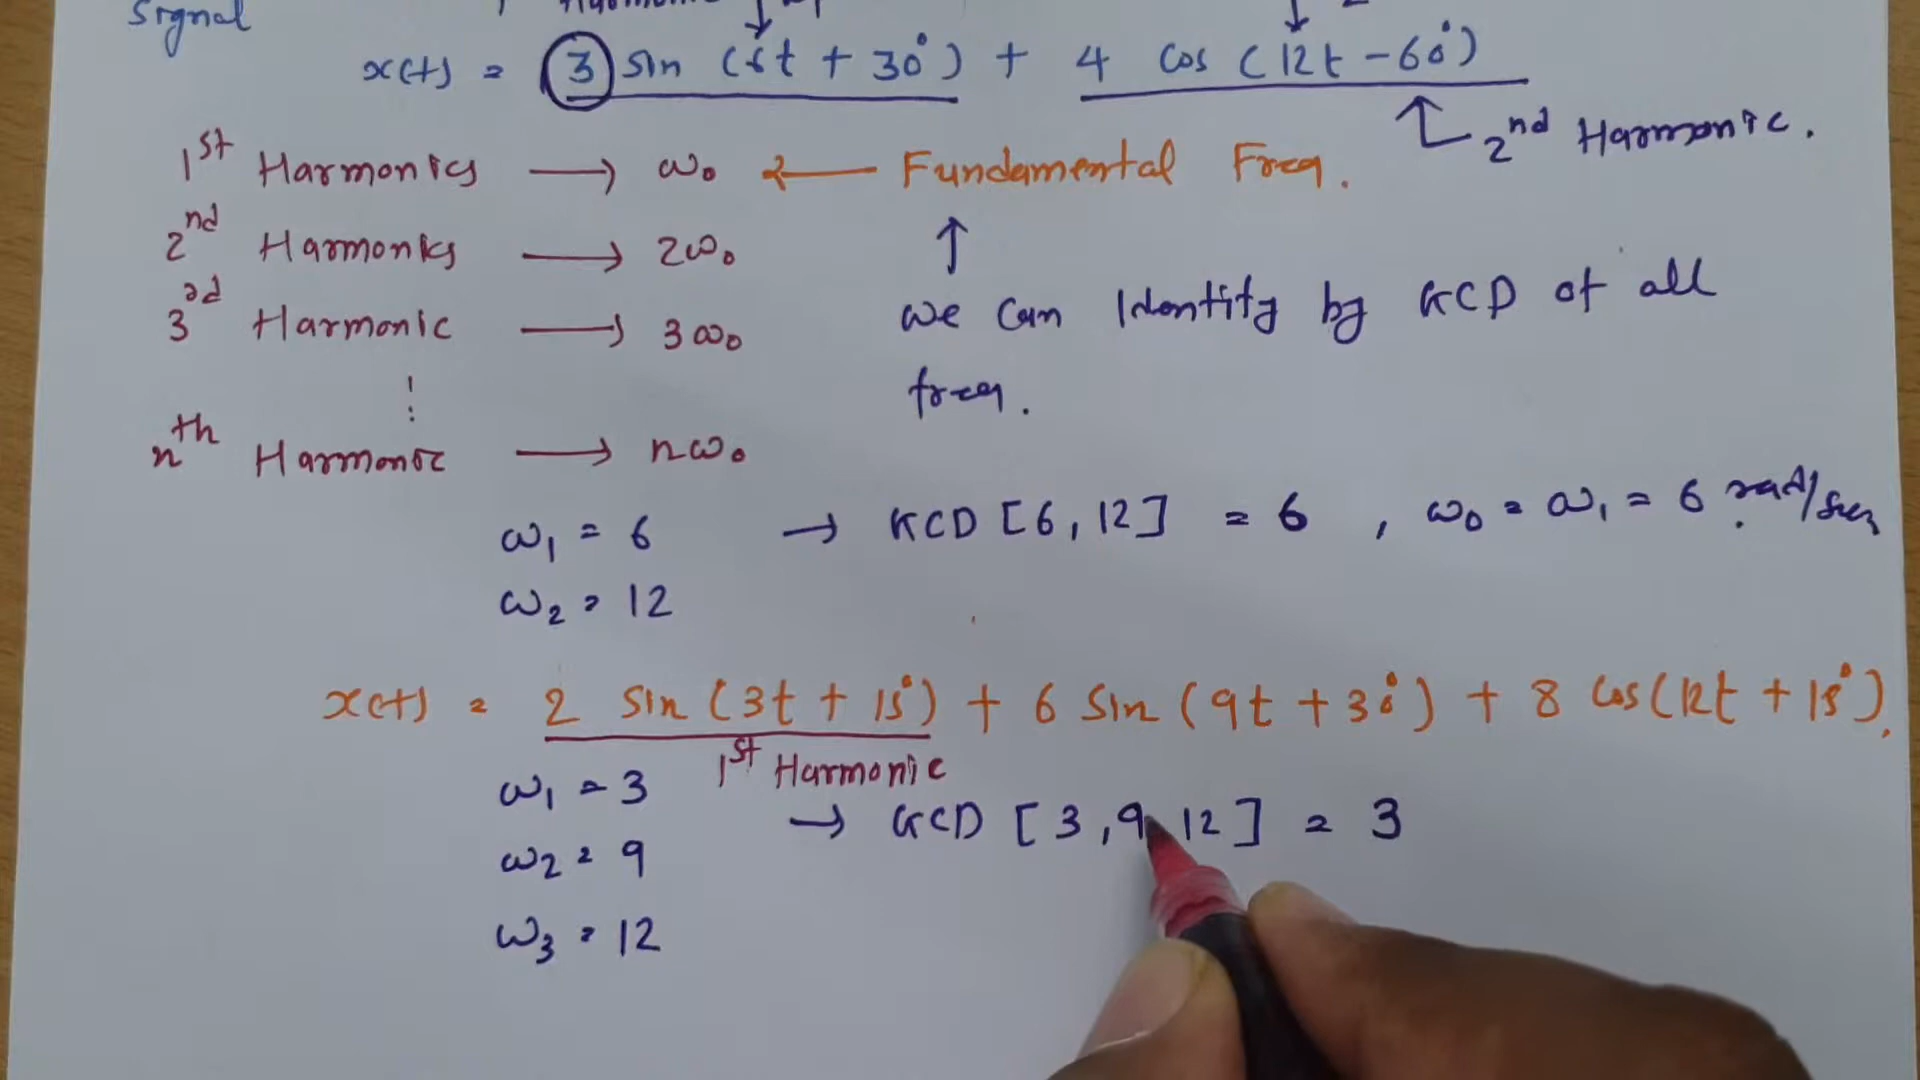 Signal
x(t) = 3 sin (6t + 30°) + 4 cos (12t - 60°)
2nd Harmonic.
1st Harmonics → ω₀ ← Fundamental Freq.
2nd Harmonics → 2ω₀
3rd Harmonic → 3ω₀
we can Identity by GCD of all
freq.
⋮
nth Harmonic → nω₀
ω₁ = 6 → GCD [6, 12] = 6 , ω₀ = ω₁ = 6 rad/sec
ω₂ = 12
x(t) = 2 sin (3t + 15°) + 6 sin (9t + 30°) + 8 cos(12t + 15°).
1st Harmonic
ω₁ = 3
→ GCD [3, 9 12] = 3
ω₂ = 9
ω₃ = 12